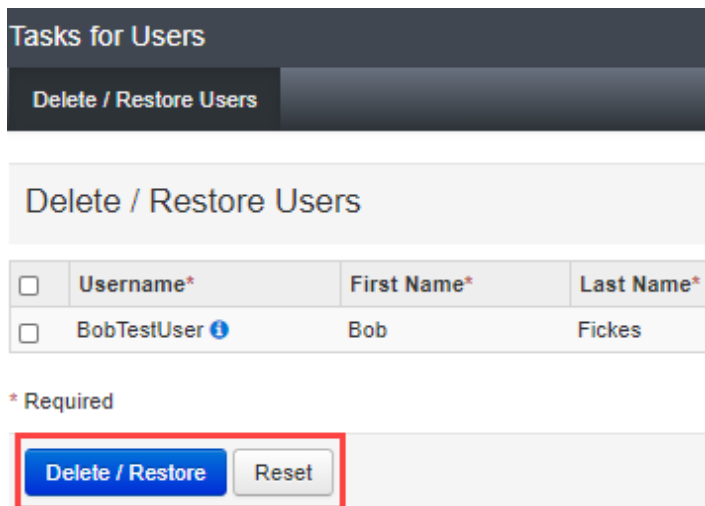 Tasks for Users
Delete / Restore Users
Delete / Restore Users
Username* First Name* Last Name*
BobTestUser Bob Fickes
* Required
Delete / Restore Reset